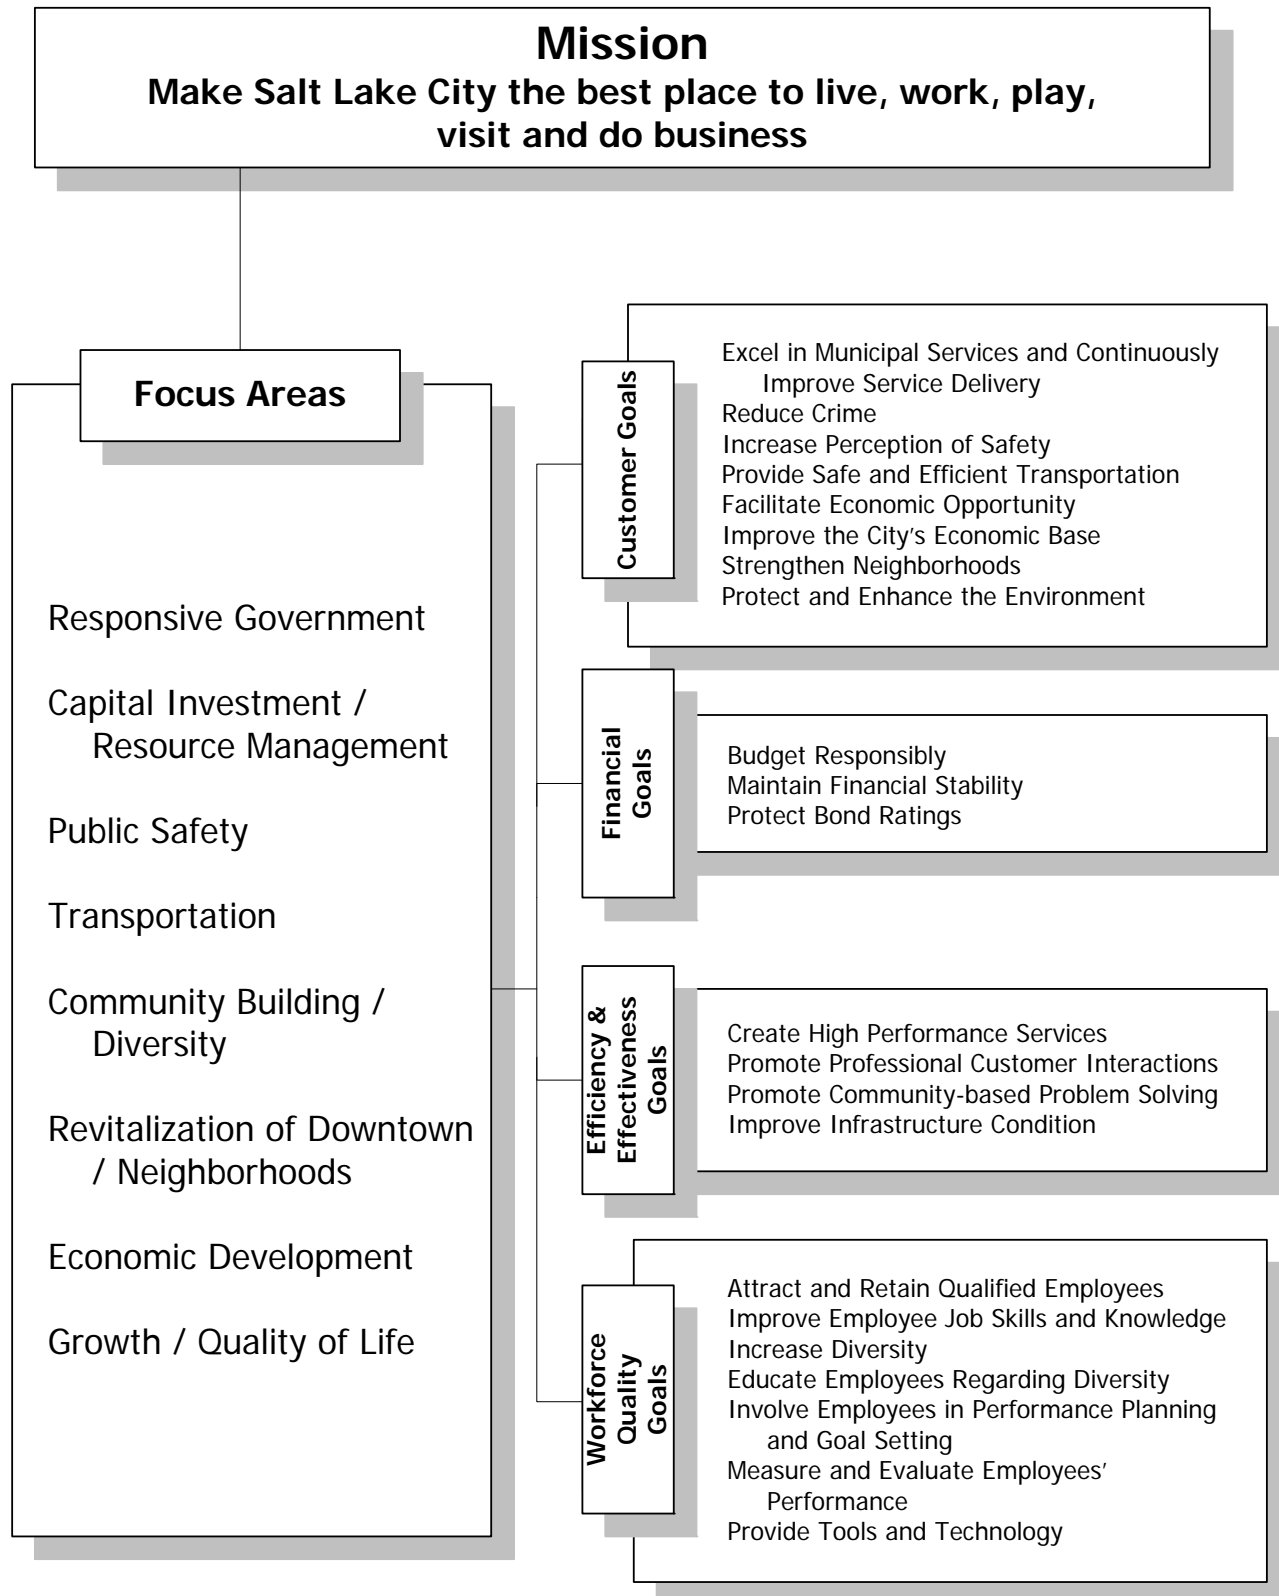 Mission
Make Salt Lake City the best place to live, work, play,
visit and do business
Focus Areas
Responsive Government
Capital Investment /
Resource Management
Public Safety
Transportation
Community Building /
Diversity
Revitalization of Downtown
/ Neighborhoods
Economic Development
Growth / Quality of Life
Customer Goals
Excel in Municipal Services and Continuously
Improve Service Delivery
Reduce Crime
Increase Perception of Safety
Provide Safe and Efficient Transportation
Facilitate Economic Opportunity
Improve the City's Economic Base
Strengthen Neighborhoods
Protect and Enhance the Environment
Financial
Goals
Budget Responsibly
Maintain Financial Stability
Protect Bond Ratings
Efficiency &
Effectiveness
Goals
Create High Performance Services
Promote Professional Customer Interactions
Promote Community-based Problem Solving
Improve Infrastructure Condition
Workforce
Quality
Goals
Attract and Retain Qualified Employees
Improve Employee Job Skills and Knowledge
Increase Diversity
Educate Employees Regarding Diversity
Involve Employees in Performance Planning
and Goal Setting
Measure and Evaluate Employees'
Performance
Provide Tools and Technology